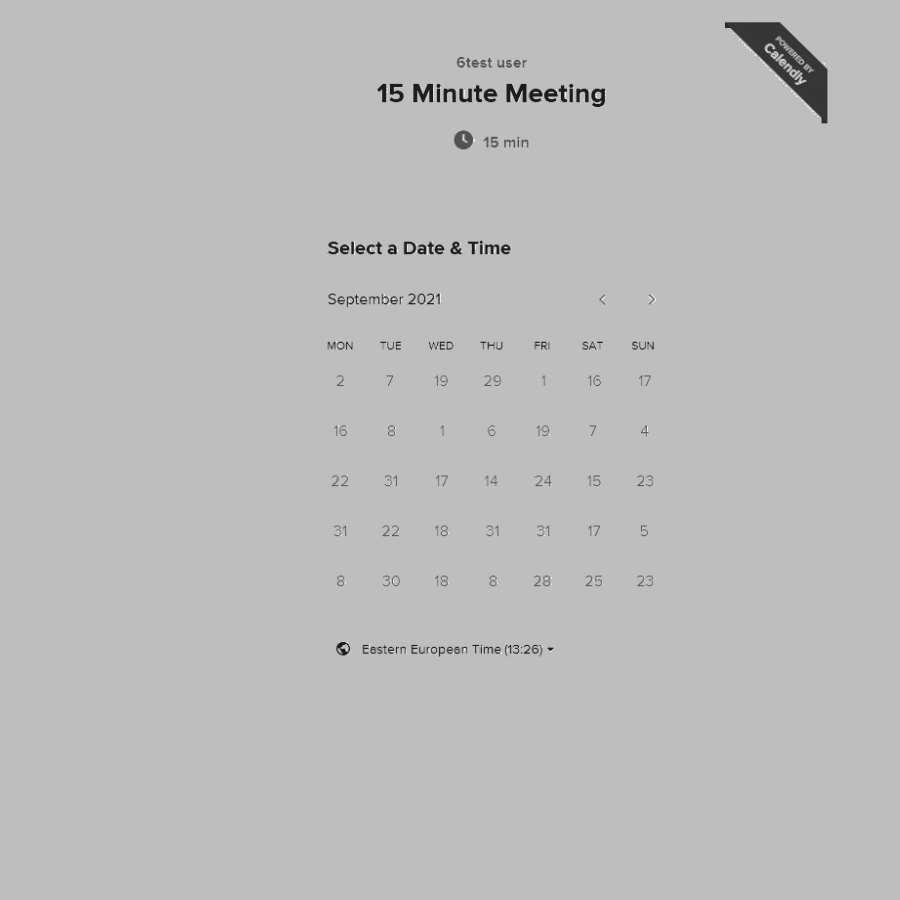 POWERED BY
Calendly
6test user
15 Minute Meeting
15 min
Select a Date & Time
September 2021
MON TUE WED THU FRI SAT SUN
2 7 19 29 1 16 17
16 8 1 6 19 7 4
22 31 17 14 24 15 23
31 22 18 31 31 17 5
8 30 18 8 28 25 23
Eastern European Time (13:26)